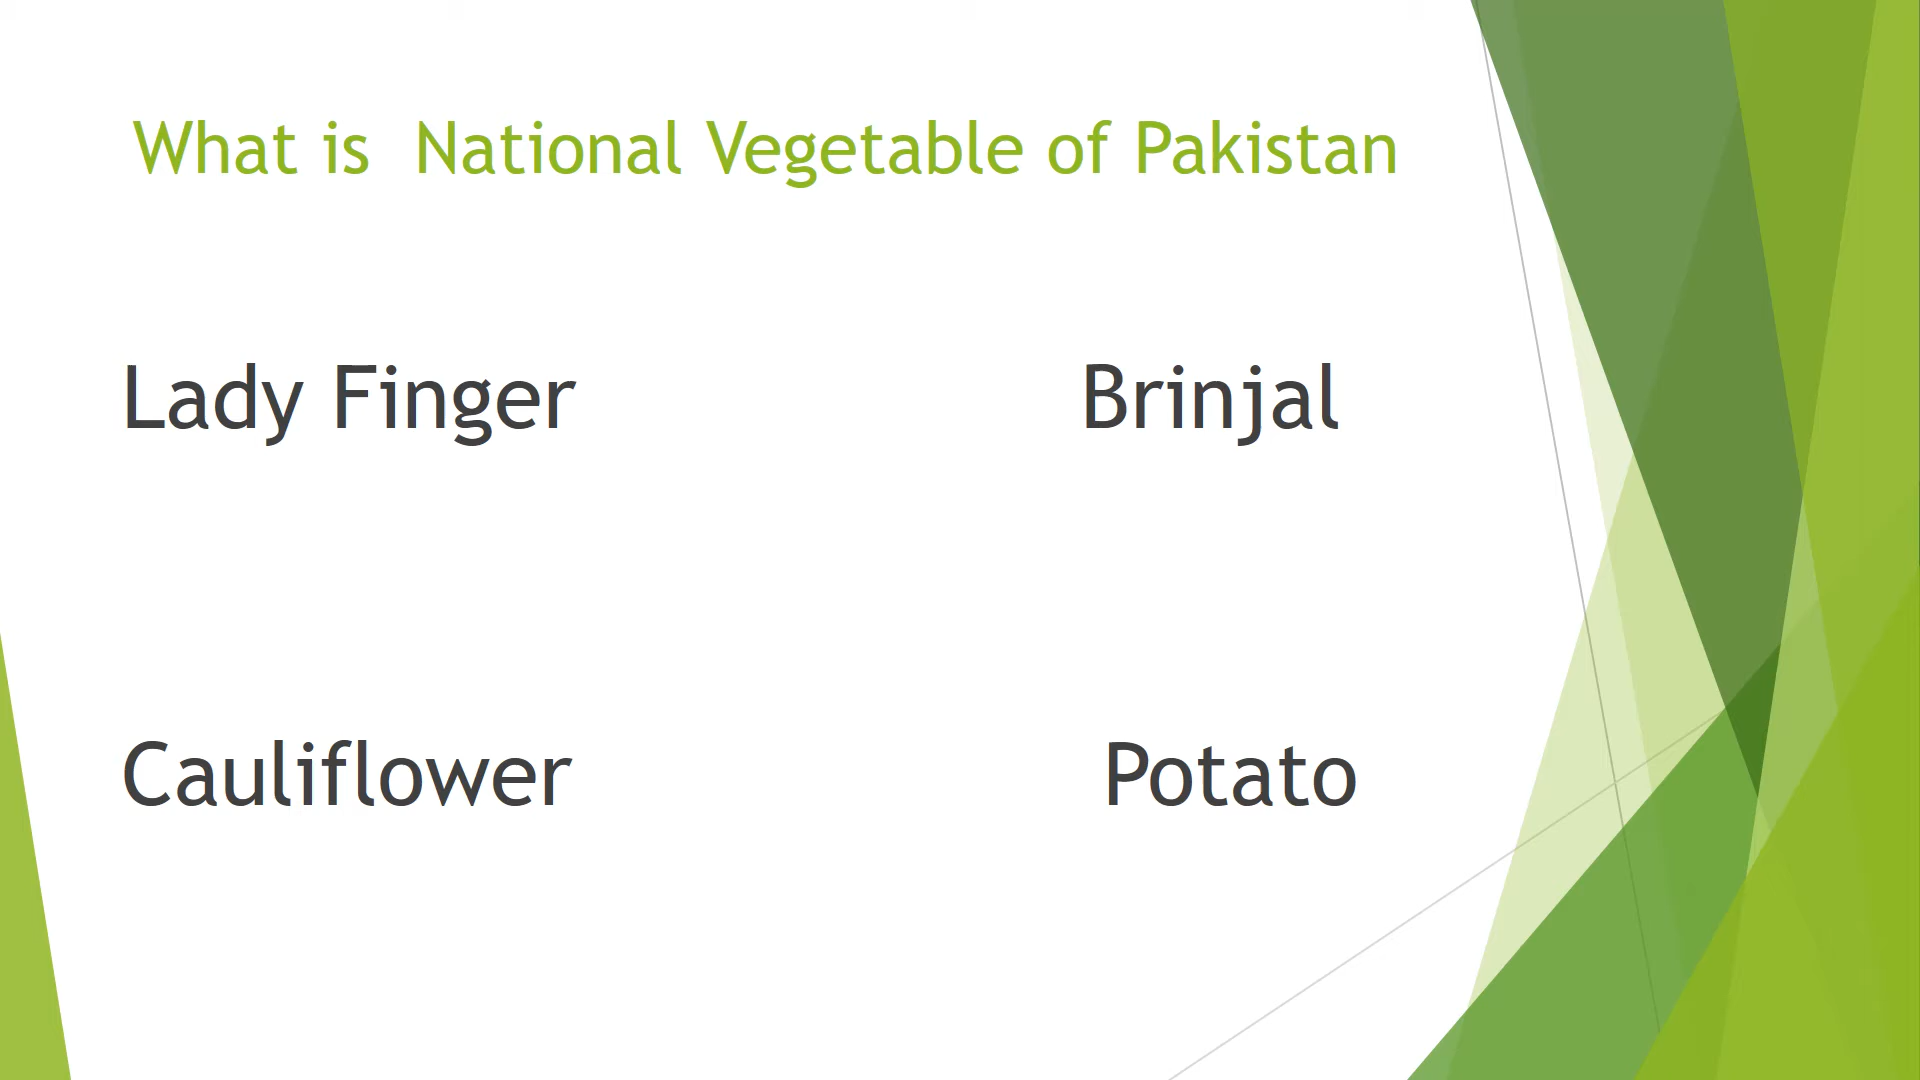 What is  National Vegetable of Pakistan
Lady Finger
Brinjal
Cauliflower
Potato